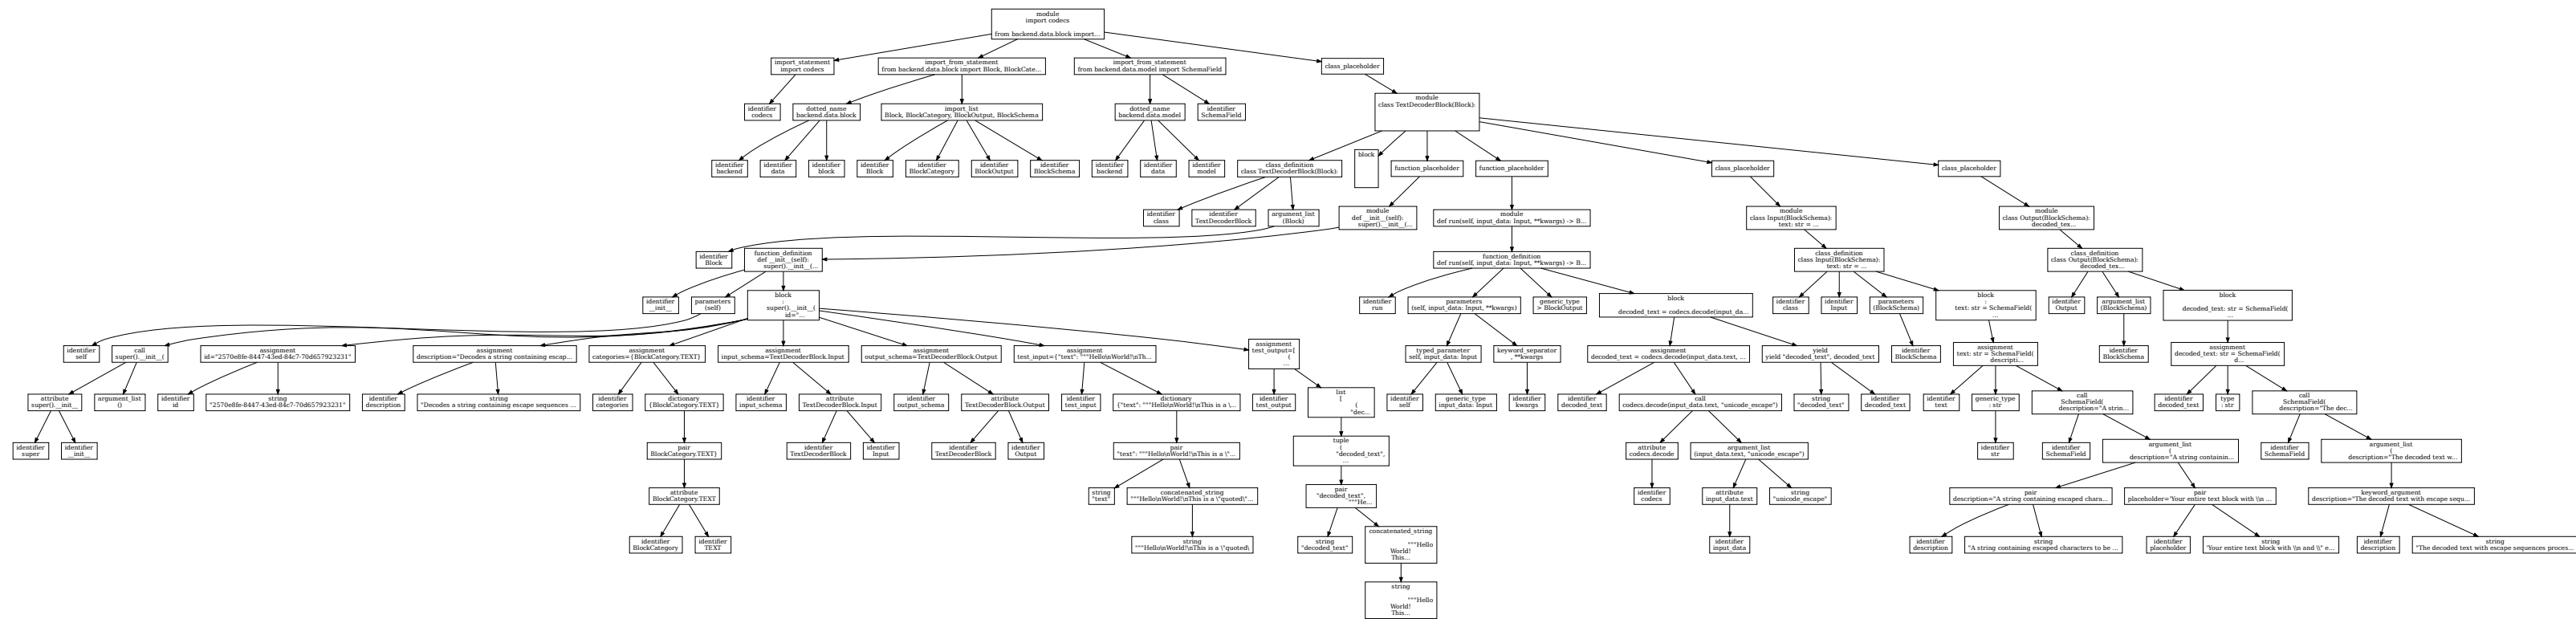 module
import codecs
from backend.data.block import...
import_statement
import codecs
import_from_statement
from backend.data.block import Block, BlockCate...
import_from_statement
from backend.data.model import SchemaField
class_placeholder
identifier
codecs
dotted_name
backend.data.block
import_list
Block, BlockCategory, BlockOutput, BlockSchema
dotted_name
backend.data.model
identifier
SchemaField
module
class TextDecoderBlock(Block):
identifier
backend
identifier
data
identifier
block
identifier
Block
identifier
BlockCategory
identifier
BlockOutput
identifier
BlockSchema
identifier
backend
identifier
data
identifier
model
class_definition
class TextDecoderBlock(Block):
block
function_placeholder
function_placeholder
class_placeholder
class_placeholder
identifier
class
identifier
TextDecoderBlock
argument_list
(Block)
module
def __init__(self):
super().__init__(...
module
def run(self, input_data: Input, **kwargs) -> B...
module
class Input(BlockSchema):
text: str = ...
module
class Output(BlockSchema):
decoded_tex...
identifier
Block
function_definition
def __init__(self):
super().__init__(...
function_definition
def run(self, input_data: Input, **kwargs) -> B...
class_definition
class Input(BlockSchema):
text: str = ...
class_definition
class Output(BlockSchema):
decoded_tex...
identifier
__init__
parameters
(self)
block
:
super().__init__(
id="...
identifier
run
parameters
(self, input_data: Input, **kwargs)
generic_type
> BlockOutput
block
decoded_text = codecs.decode(input_da...
identifier
class
identifier
Input
parameters
(BlockSchema)
block
:
text: str = SchemaField(
...
identifier
Output
argument_list
(BlockSchema)
block
decoded_text: str = SchemaField(
...
identifier
self
call
super().__init__(
assignment
id="2570e8fe-8447-43ed-84c7-70d657923231"
assignment
description="Decodes a string containing escap...
assignment
categories={BlockCategory.TEXT}
assignment
input_schema=TextDecoderBlock.Input
assignment
output_schema=TextDecoderBlock.Output
assignment
test_input={"text": """Hello\nWorld!\nTh...
assignment
test_output=[
(
...
typed_parameter
self, input_data: Input
keyword_separator
, **kwargs
assignment
decoded_text = codecs.decode(input_data.text, ...
yield
yield "decoded_text", decoded_text
identifier
BlockSchema
assignment
text: str = SchemaField(
descripti...
identifier
BlockSchema
assignment
decoded_text: str = SchemaField(
d...
attribute
super().__init__
argument_list
()
identifier
id
string
"2570e8fe-8447-43ed-84c7-70d657923231"
identifier
description
string
"Decodes a string containing escape sequences ...
identifier
categories
dictionary
{BlockCategory.TEXT}
identifier
input_schema
attribute
TextDecoderBlock.Input
identifier
output_schema
attribute
TextDecoderBlock.Output
identifier
test_input
dictionary
{"text": """Hello\nWorld!\nThis is a \...
identifier
test_output
list
[
(
"dec...
identifier
self
generic_type
input_data: Input
identifier
kwargs
identifier
decoded_text
call
codecs.decode(input_data.text, "unicode_escape")
string
"decoded_text"
identifier
decoded_text
identifier
text
generic_type
: str
call
SchemaField(
description="A strin...
identifier
decoded_text
type
: str
call
SchemaField(
description="The dec...
identifier
super
identifier
__init__
pair
BlockCategory.TEXT}
identifier
TextDecoderBlock
identifier
Input
identifier
TextDecoderBlock
identifier
Output
pair
"text": """Hello\nWorld!\nThis is a \"...
tuple
(
"decoded_text",
...
attribute
codecs.decode
argument_list
(input_data.text, "unicode_escape")
identifier
str
identifier
SchemaField
argument_list
(
description="A string containin...
identifier
SchemaField
argument_list
(
description="The decoded text w...
attribute
BlockCategory.TEXT
string
"text"
concatenated_string
"""Hello\nWorld!\nThis is a \"quoted\"...
pair
"decoded_text",
"""He...
identifier
codecs
attribute
input_data.text
string
"unicode_escape"
pair
description="A string containing escaped chara...
pair
placeholder='Your entire text block with \\n ...
keyword_argument
description="The decoded text with escape sequ...
identifier
BlockCategory
identifier
TEXT
string
"""Hello\nWorld!\nThis is a \"quoted\
string
"decoded_text"
concatenated_string
"""Hello
World!
This...
identifier
input_data
identifier
description
string
"A string containing escaped characters to be ...
identifier
placeholder
string
'Your entire text block with \\n and \\" e...
identifier
description
string
"The decoded text with escape sequences proces...
string
"""Hello
World!
This...